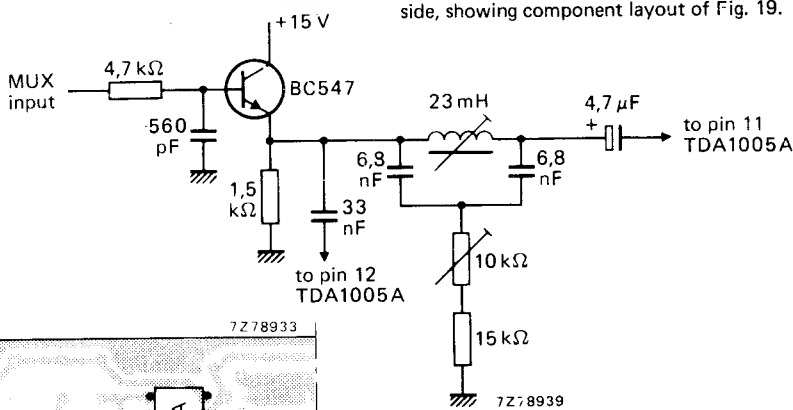 side, showing component layout of Fig. 19.
+15 V
4,7 kΩ
MUX
input
BC547
560
pF
23 mH
4,7 μF
+
to pin 11
TDA1005A
6,8
nF
6,8
nF
1,5
kΩ
33
nF
to pin 12
TDA1005A
10 kΩ
15 kΩ
7Z78933
7Z78939